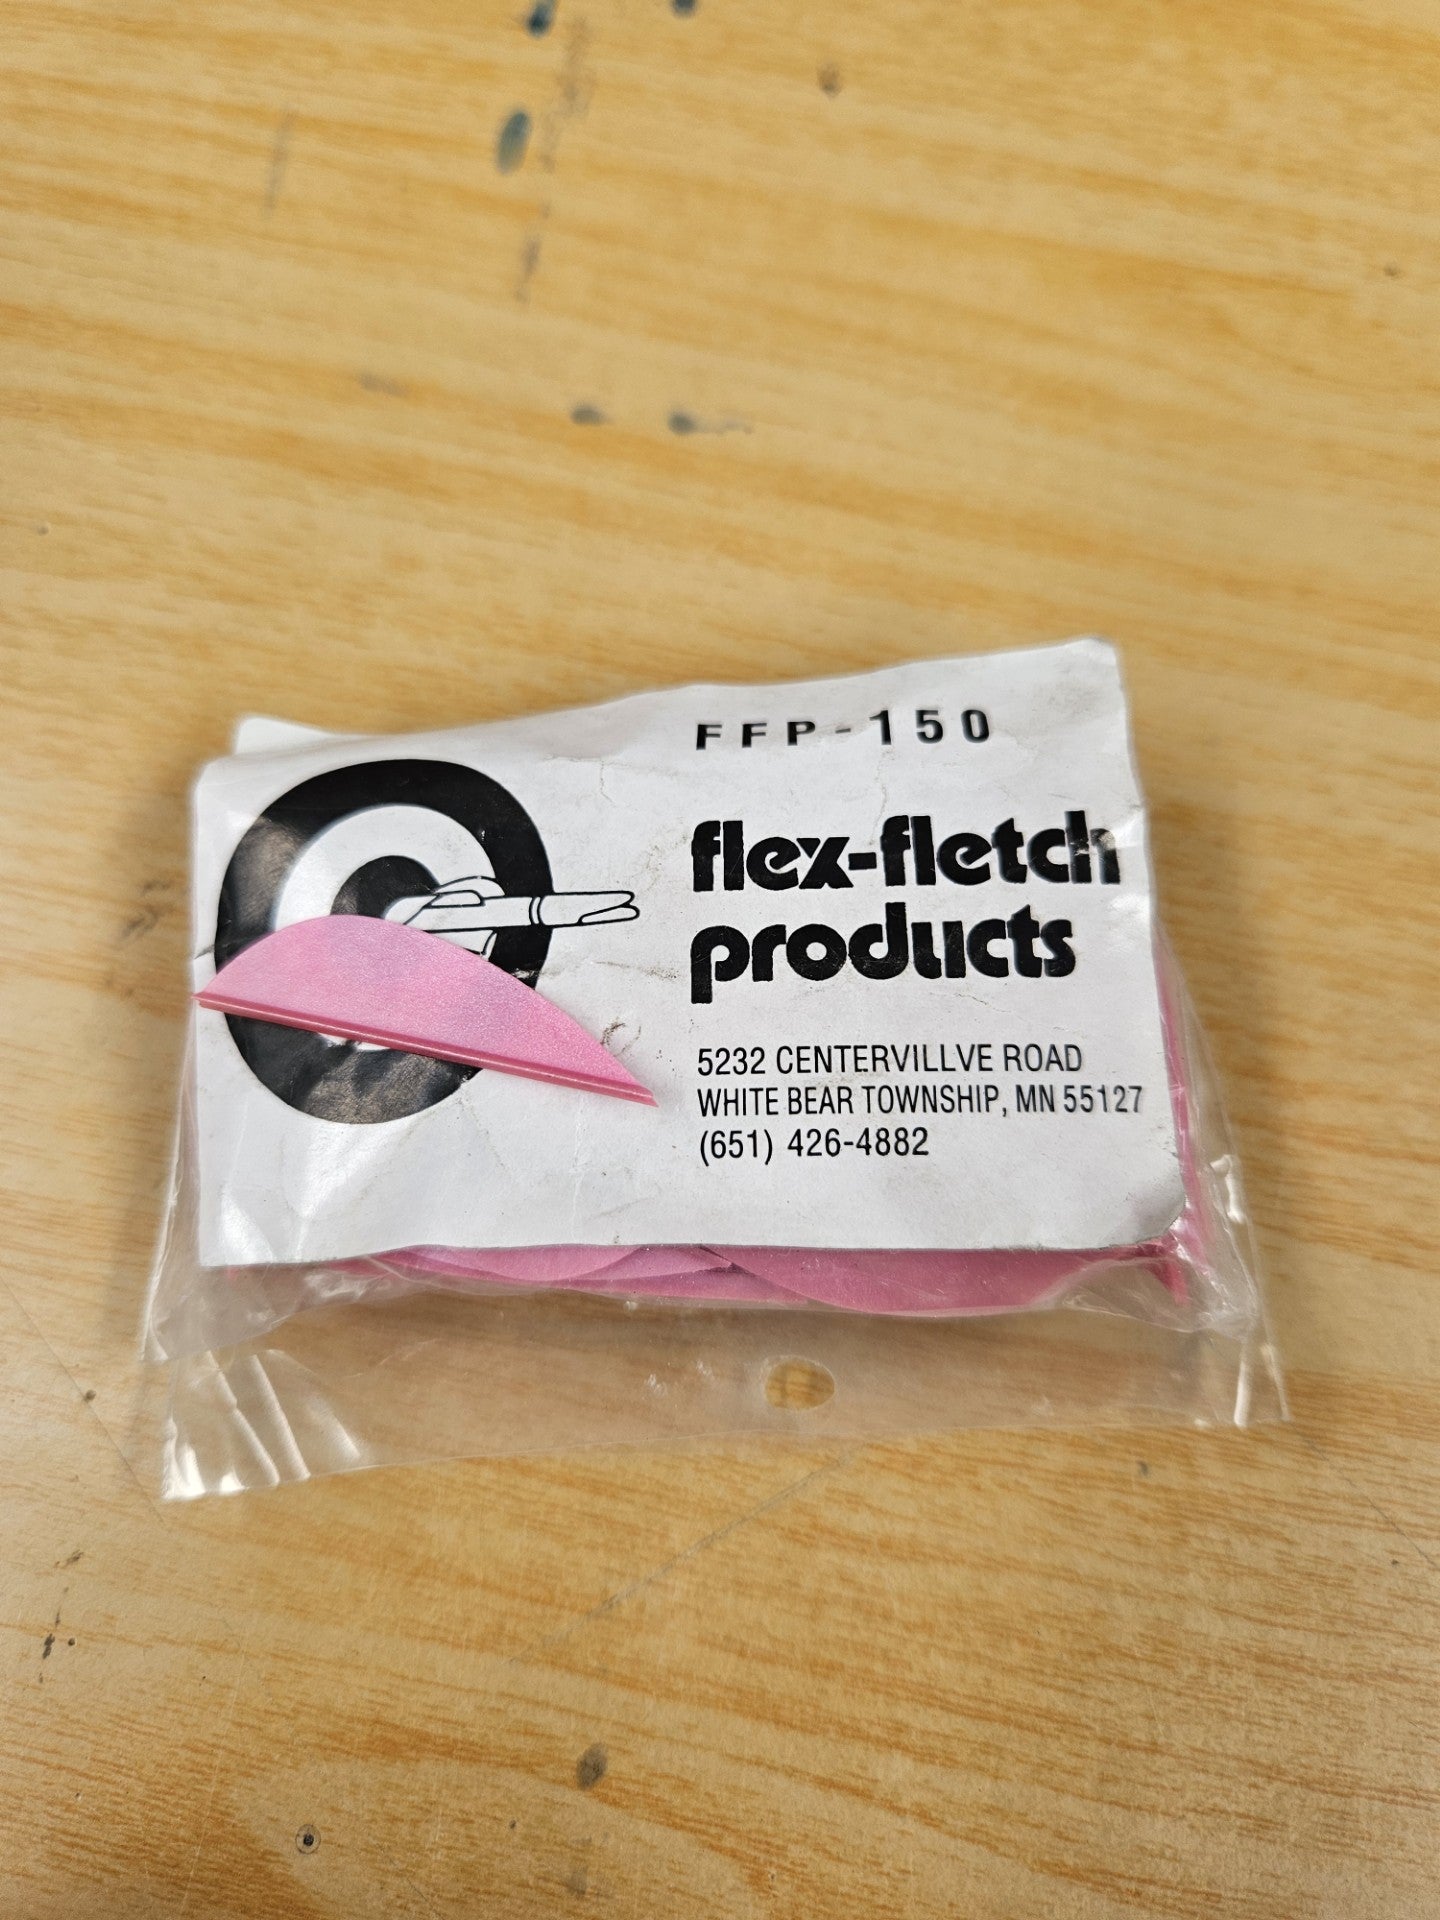 FFP-150
flex-fletch
products
5232 CENTERVILLVE ROAD
WHITE BEAR TOWNSHIP, MN 55127
(651) 426-4882